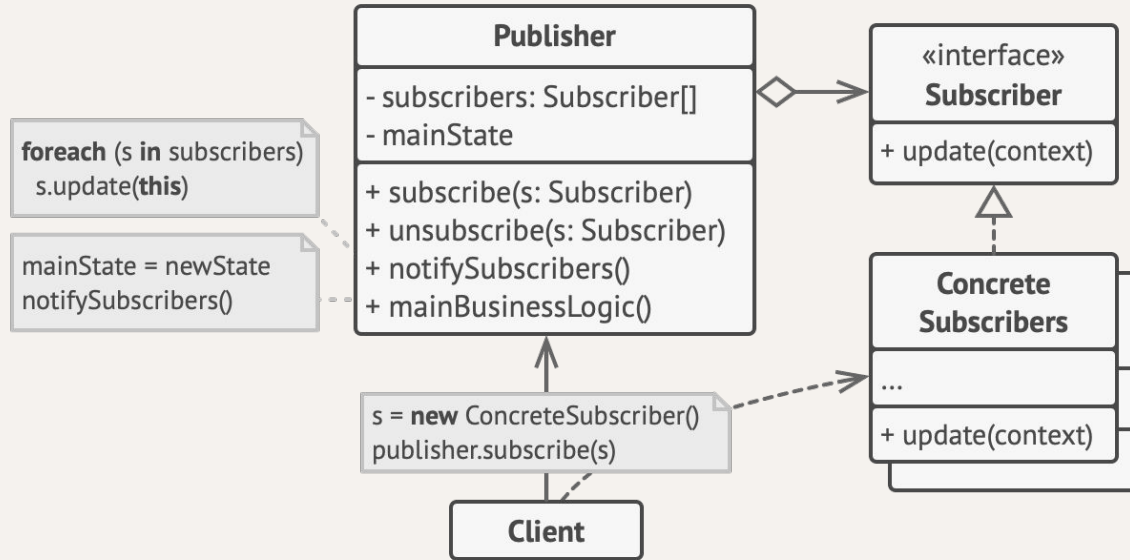 Publisher
- subscribers: Subscriber[]
- mainState
+ subscribe(s: Subscriber)
+ unsubscribe(s: Subscriber)
+ notifySubscribers()
+ mainBusinessLogic()
foreach (s in subscribers)
s.update(this)
mainState = newState
notifySubscribers()
«interface»
Subscriber
+ update(context)
Concrete
Subscribers
...
+ update(context)
s = new ConcreteSubscriber()
publisher.subscribe(s)
Client